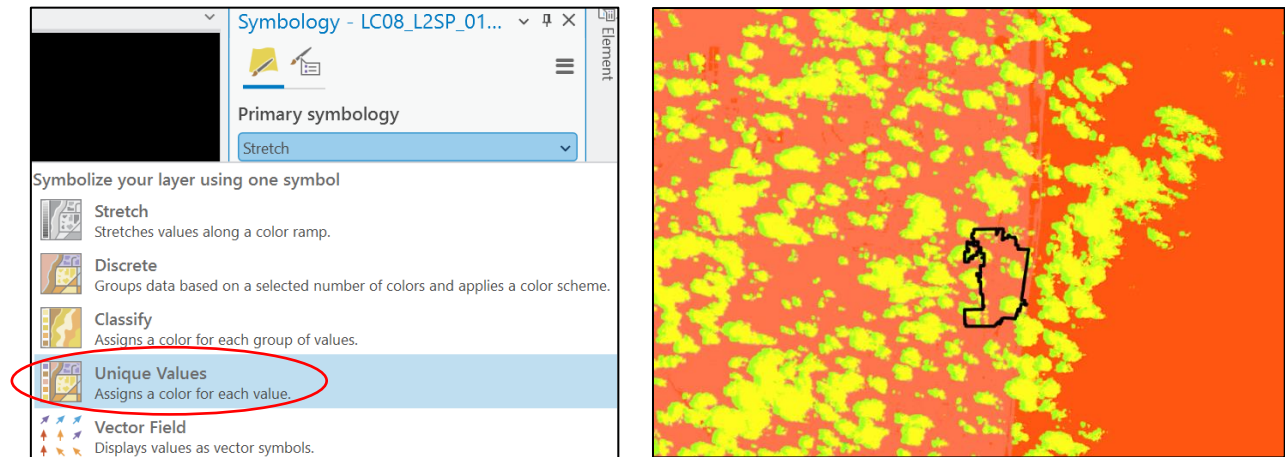 Symbology - LC08_L2SP_01...
Element
Primary symbology
Stretch
Symbolize your layer using one symbol
Stretch
Stretches values along a color ramp.
Discrete
Groups data based on a selected number of colors and applies a color scheme.
Classify
Assigns a color for each group of values.
Unique Values
Assigns a color for each value.
Vector Field
Displays values as vector symbols.